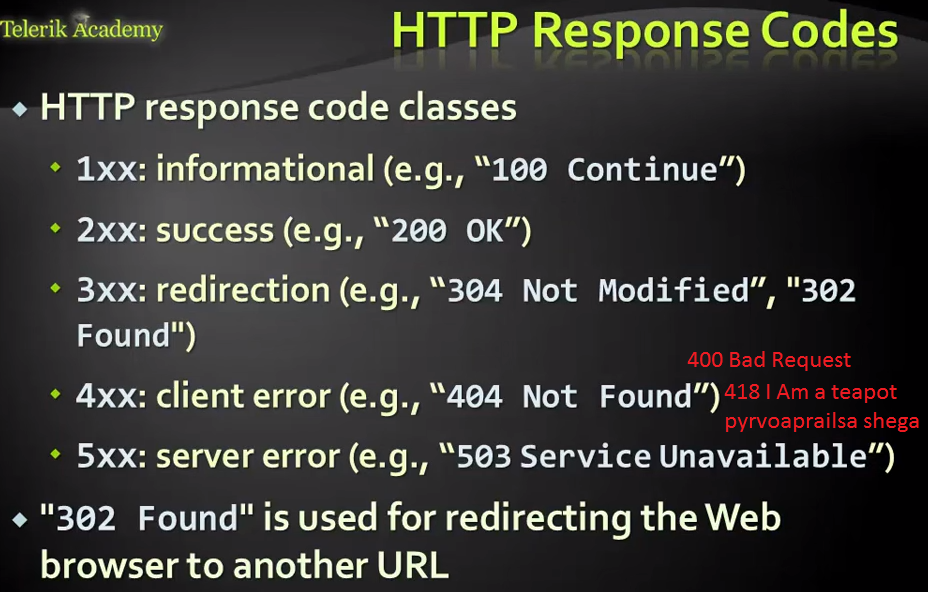 Telerik Academy
HTTP Response Codes
HTTP response code classes
1xx: informational (e.g., “100 Continue”)
2xx: success (e.g., “200 OK”)
3xx: redirection (e.g., “304 Not Modified”, "302
Found")
400 Bad Request
4xx: client error (e.g., “404 Not Found”)
418 I Am a teapot
pyrvoaprailsa shega
5xx: server error (e.g., “503 Service Unavailable”)
"302 Found" is used for redirecting the Web
browser to another URL